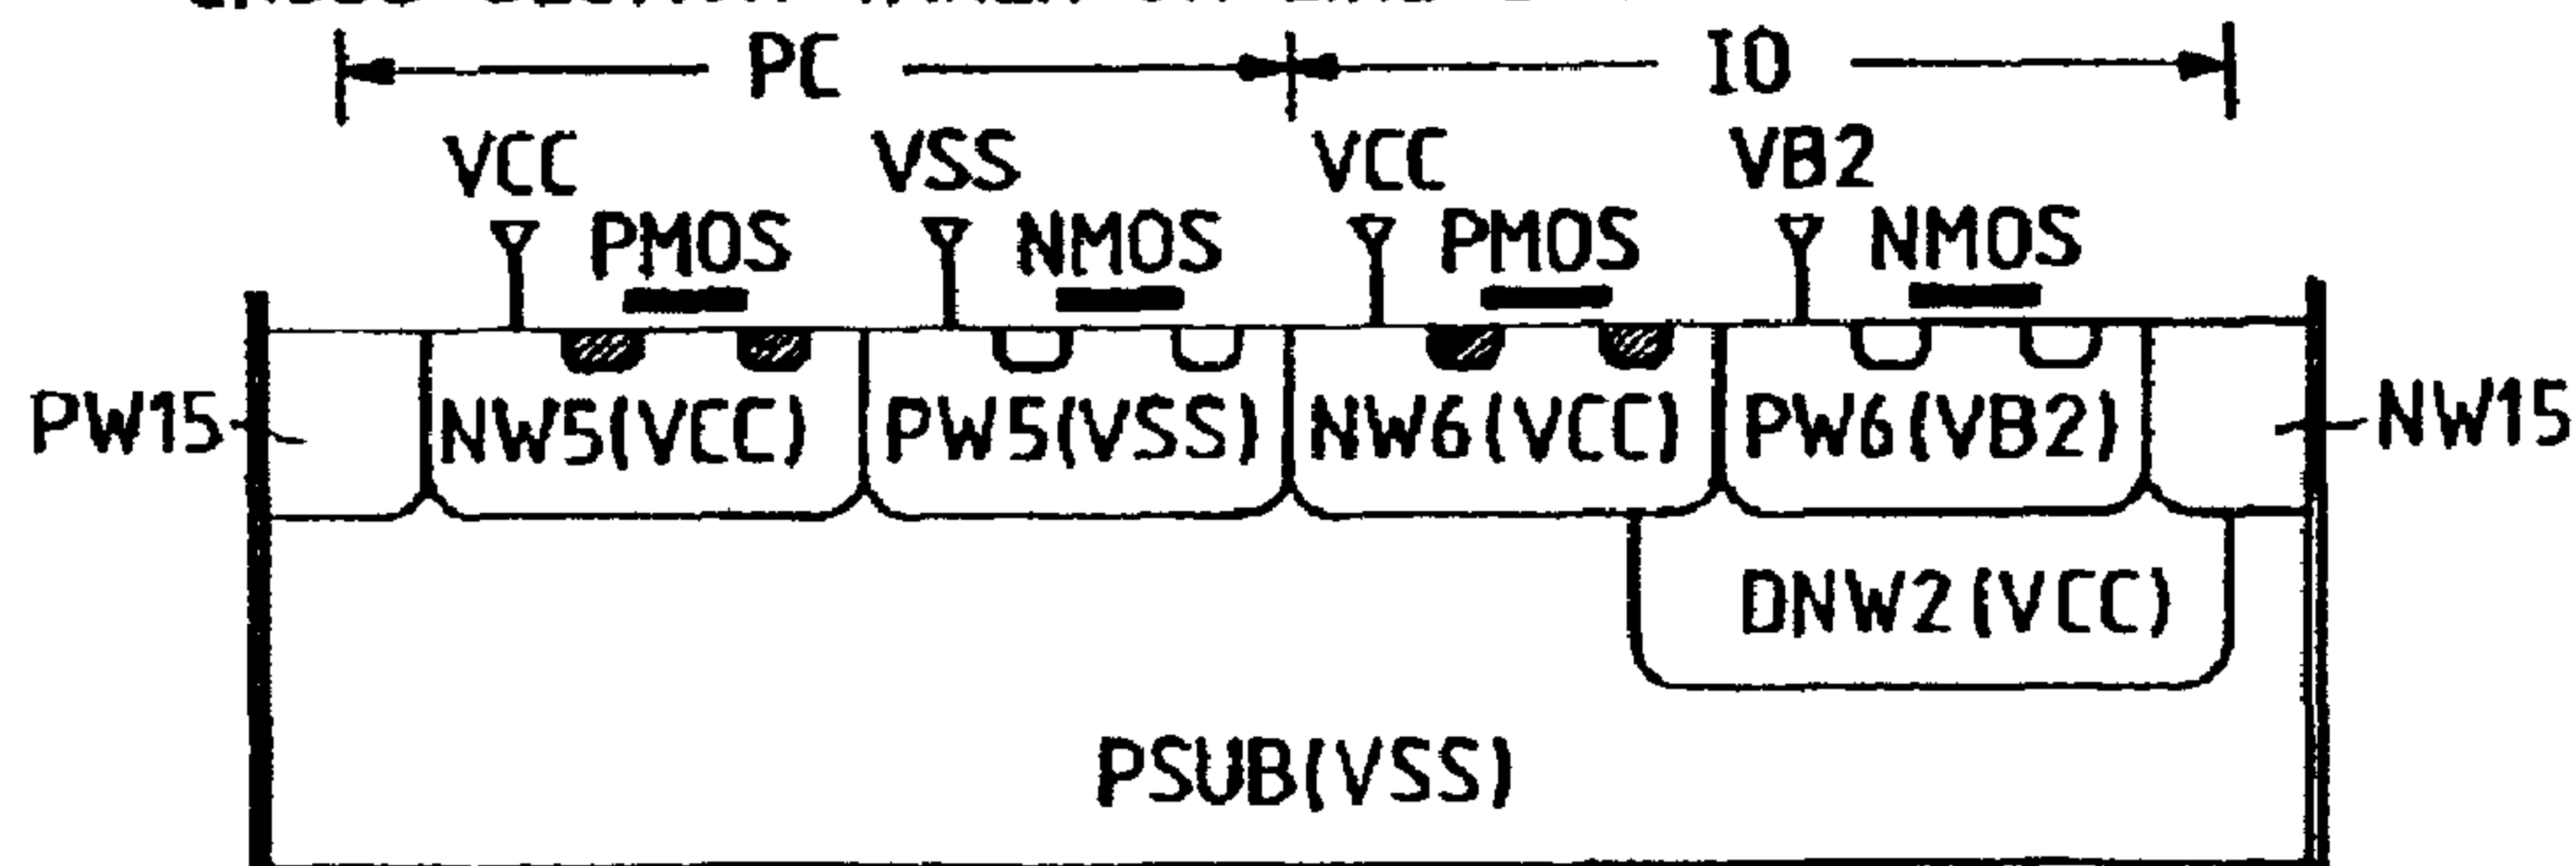 PC IO
VCC VSS VCC VB2
PMOS NMOS PMOS NMOS
PW15 NW5(VCC) PW5(VSS) NW6(VCC) PW6(VB2) NW15
DNW2(VCC)
PSUB(VSS)